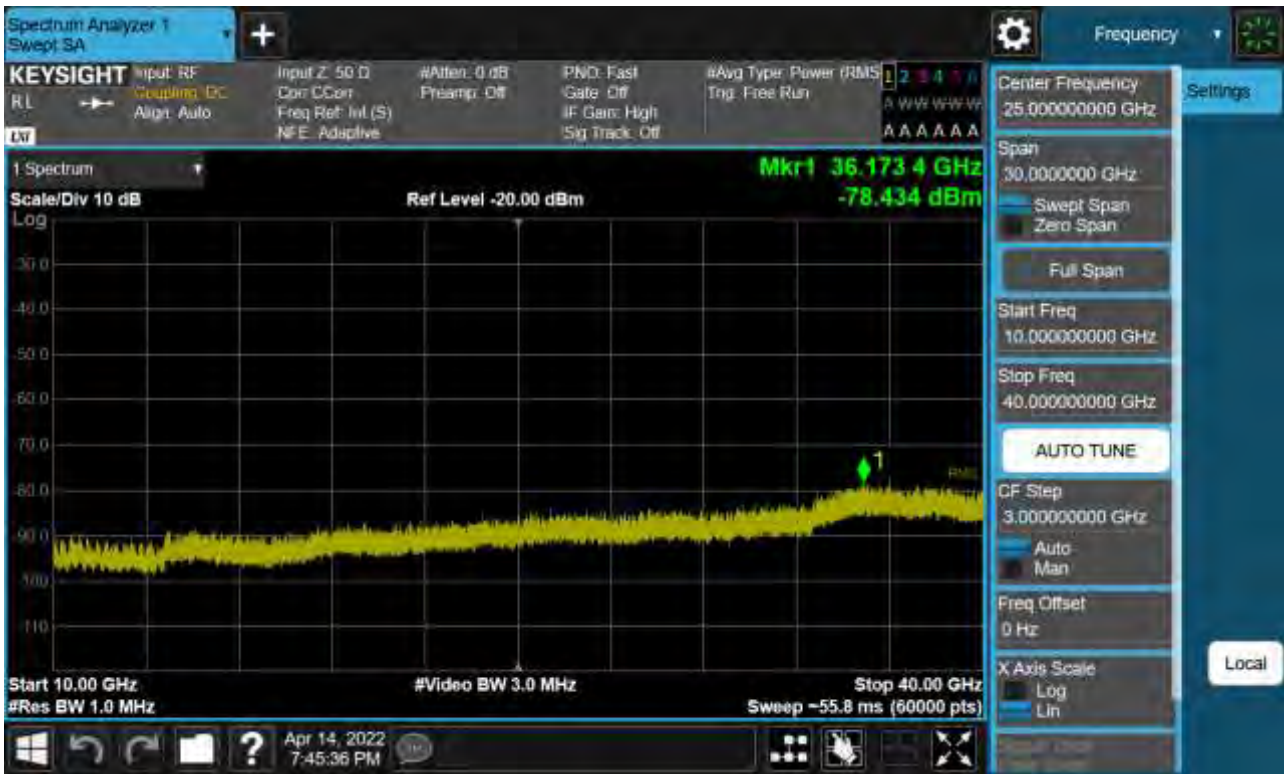 Spectrum Analyzer 1
Swept SA
Frequency
KEYSIGHT
Input: RF
Input Z: 50 Ω
#Atten: 0 dB
PNO: Fast
#Avg Type: Power (RMS
1 2 3 4 5 6
RL
Coupling: DC
Corr CCorr
Preamp: Off
Gate: Off
Trig: Free Run
A W W W W W
Align: Auto
Freq Ref: Int (S)
IF Gain: High
NFE: Adaptive
Sig Track: Off
A A A A A A
LXI
1 Spectrum
Mkr1 36.173 4 GHz
Scale/Div 10 dB
Ref Level -20.00 dBm
-78.434 dBm
Log
-30.0
-40.0
-50.0
-60.0
-70.0
-80.0
-90.0
-100
-110
1
RMS
Start 10.00 GHz
#Video BW 3.0 MHz
Stop 40.00 GHz
#Res BW 1.0 MHz
Sweep ~55.8 ms (60000 pts)
Center Frequency
25.000000000 GHz
Settings
Span
30.0000000 GHz
Swept Span
Zero Span
Full Span
Start Freq
10.000000000 GHz
Stop Freq
40.000000000 GHz
AUTO TUNE
CF Step
3.000000000 GHz
Auto
Man
Freq Offset
0 Hz
X Axis Scale
Log
Lin
Local
?
Apr 14, 2022
7:45:36 PM